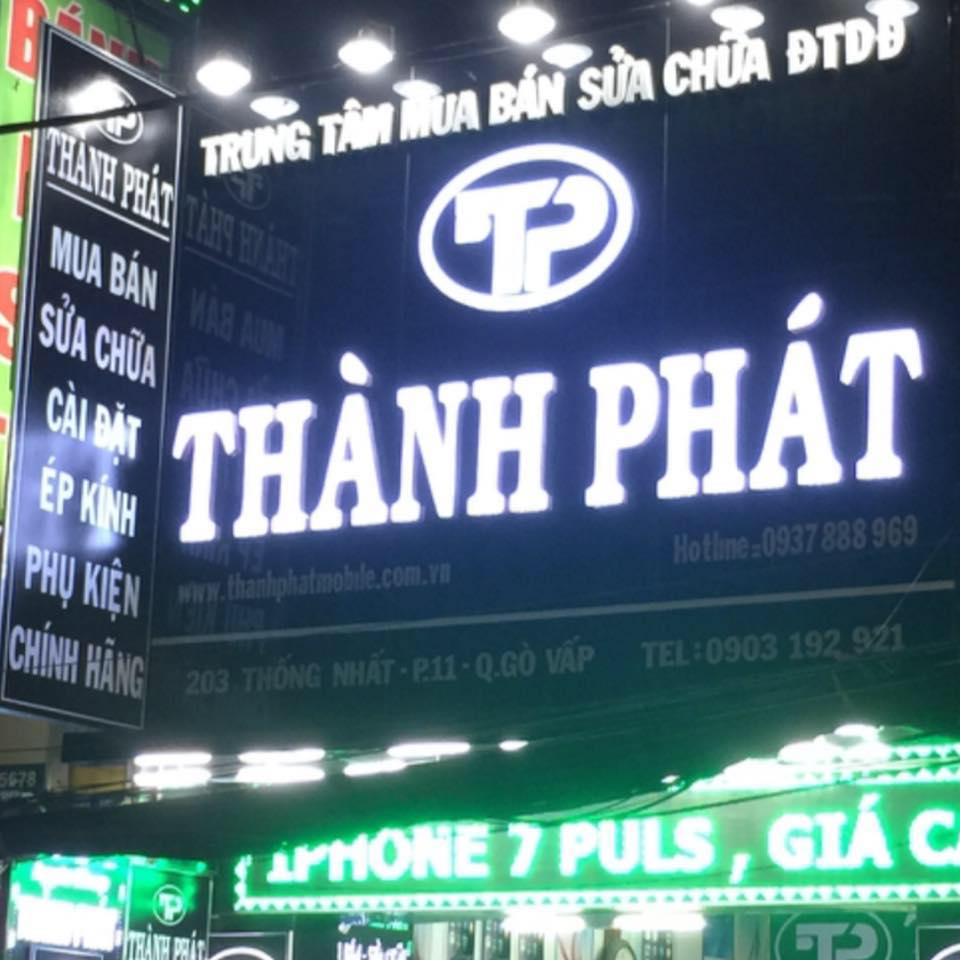 TRUNG TÂM MUA BÁN SỬA CHỮA ĐTDĐ
TP
THÀNH PHÁT
Hotline:0937 888 969
www.thanhphatmobile.com.vn
203 THỐNG NHẤT - P.11 - Q.GÒ VẤP TEL:0903 192 921
TP
THÀNH PHÁT
MUA BÁN
SỬA CHỮA
CÀI ĐẶT
ÉP KÍNH
PHỤ KIỆN
CHÍNH HÃNG
IPHONE 7 PULS , GIÁ
TP
THÀNH PHÁT
TP